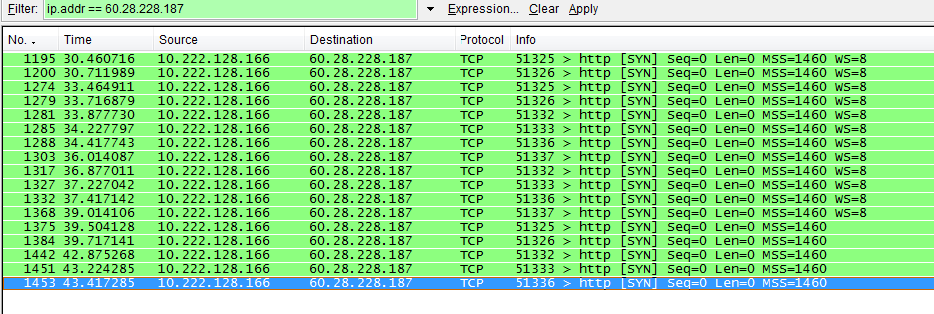 Filter: ip.addr == 60.28.228.187 Expression... Clear Apply
No. Time Source Destination Protocol Info
1195 30.460716 10.222.128.166 60.28.228.187 TCP 51325 > http [SYN] Seq=0 Len=0 MSS=1460 WS=8
1200 30.711989 10.222.128.166 60.28.228.187 TCP 51326 > http [SYN] Seq=0 Len=0 MSS=1460 WS=8
1274 33.464911 10.222.128.166 60.28.228.187 TCP 51325 > http [SYN] Seq=0 Len=0 MSS=1460 WS=8
1279 33.716879 10.222.128.166 60.28.228.187 TCP 51326 > http [SYN] Seq=0 Len=0 MSS=1460 WS=8
1281 33.877730 10.222.128.166 60.28.228.187 TCP 51332 > http [SYN] Seq=0 Len=0 MSS=1460 WS=8
1285 34.227797 10.222.128.166 60.28.228.187 TCP 51333 > http [SYN] Seq=0 Len=0 MSS=1460 WS=8
1288 34.417743 10.222.128.166 60.28.228.187 TCP 51336 > http [SYN] Seq=0 Len=0 MSS=1460 WS=8
1303 36.014087 10.222.128.166 60.28.228.187 TCP 51337 > http [SYN] Seq=0 Len=0 MSS=1460 WS=8
1317 36.877011 10.222.128.166 60.28.228.187 TCP 51332 > http [SYN] Seq=0 Len=0 MSS=1460 WS=8
1327 37.227042 10.222.128.166 60.28.228.187 TCP 51333 > http [SYN] Seq=0 Len=0 MSS=1460 WS=8
1332 37.417142 10.222.128.166 60.28.228.187 TCP 51336 > http [SYN] Seq=0 Len=0 MSS=1460 WS=8
1368 39.014106 10.222.128.166 60.28.228.187 TCP 51337 > http [SYN] Seq=0 Len=0 MSS=1460 WS=8
1375 39.504128 10.222.128.166 60.28.228.187 TCP 51325 > http [SYN] Seq=0 Len=0 MSS=1460
1384 39.717141 10.222.128.166 60.28.228.187 TCP 51326 > http [SYN] Seq=0 Len=0 MSS=1460
1442 42.875268 10.222.128.166 60.28.228.187 TCP 51332 > http [SYN] Seq=0 Len=0 MSS=1460
1451 43.224285 10.222.128.166 60.28.228.187 TCP 51333 > http [SYN] Seq=0 Len=0 MSS=1460
1453 43.417285 10.222.128.166 60.28.228.187 TCP 51336 > http [SYN] Seq=0 Len=0 MSS=1460